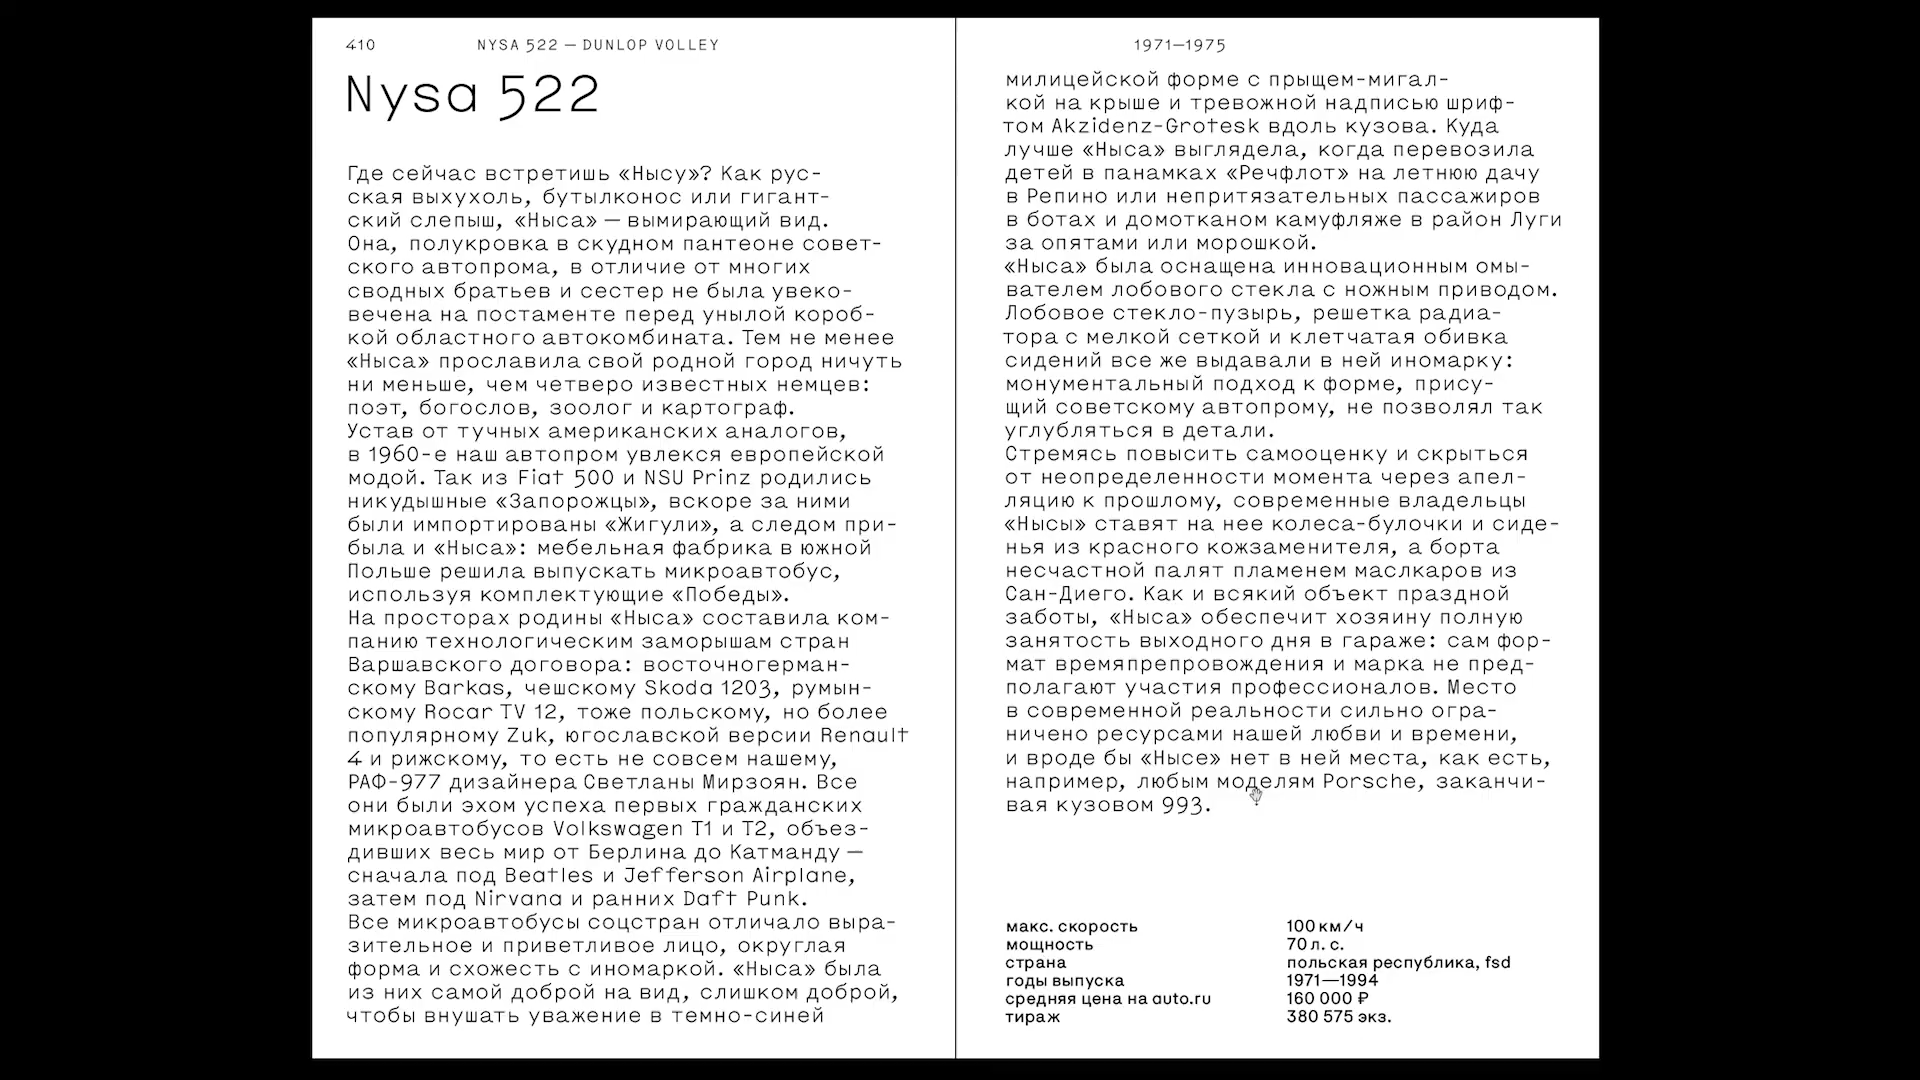 410
NYSA 522 — DUNLOP VOLLEY
Nysa 522
Где сейчас встретишь «Нысу»? Как рус-
ская выхухоль, бутылконос или гигант-
ский слепыш, «Ныса» — вымирающий вид.
Она, полукровка в скудном пантеоне совет-
ского автопрома, в отличие от многих
сводных братьев и сестер не была увеко-
вечена на постаменте перед унылой короб-
кой областного автокомбината. Тем не менее
«Ныса» прославила свой родной город ничуть
ни меньше, чем четверо известных немцев:
поэт, богослов, зоолог и картограф.
Устав от тучных американских аналогов,
в 1960-е наш автопром увлекся европейской
модой. Так из Fiat 500 и NSU Prinz родились
никудышные «Запорожцы», вскоре за ними
были импортированы «Жигули», а следом при-
была и «Ныса»: мебельная фабрика в южной
Польше решила выпускать микроавтобус,
используя комплектующие «Победы».
На просторах родины «Ныса» составила ком-
панию технологическим заморышам стран
Варшавского договора: восточногерман-
скому Barkas, чешскому Skoda 1203, румын-
скому Rocar TV 12, тоже польскому, но более
популярному Zuk, югославской версии Renault
4 и рижскому, то есть не совсем нашему,
РАФ-977 дизайнера Светланы Мирзоян. Все
они были эхом успеха первых гражданских
микроавтобусов Volkswagen T1 и T2, объез-
дивших весь мир от Берлина до Катманду —
сначала под Beatles и Jefferson Airplane,
затем под Nirvana и ранних Daft Punk.
Все микроавтобусы соцстран отличало выра-
зительное и приветливое лицо, округлая
форма и схожесть с иномаркой. «Ныса» была
из них самой доброй на вид, слишком доброй,
чтобы внушать уважение в темно-синей
1971—1975
милицейской форме с прыщем-мигал-
кой на крыше и тревожной надписью шриф-
том Akzidenz-Grotesk вдоль кузова. Куда
лучше «Ныса» выглядела, когда перевозила
детей в панамках «Речфлот» на летнюю дачу
в Репино или непритязательных пассажиров
в ботах и домотканом камуфляже в район Луги
за опятами или морошкой.
«Ныса» была оснащена инновационным омы-
вателем лобового стекла с ножным приводом.
Лобовое стекло-пузырь, решетка радиа-
тора с мелкой сеткой и клетчатая обивка
сидений все же выдавали в ней иномарку:
монументальный подход к форме, прису-
щий советскому автопрому, не позволял так
углубляться в детали.
Стремясь повысить самооценку и скрыться
от неопределенности момента через апел-
ляцию к прошлому, современные владельцы
«Нысы» ставят на нее колеса-булочки и сиде-
нья из красного кожзаменителя, а борта
несчастной палят пламенем маслкаров из
Сан-Диего. Как и всякий объект праздной
заботы, «Ныса» обеспечит хозяину полную
занятость выходного дня в гараже: сам фор-
мат времяпрепровождения и марка не пред-
полагают участия профессионалов. Место
в современной реальности сильно огра-
ничено ресурсами нашей любви и времени,
и вроде бы «Нысе» нет в ней места, как есть,
например, любым моделям Porsche, заканчи-
вая кузовом 993.
макс. скорость 100 км/ч
мощность 70 л. с.
страна польская республика, fsd
годы выпуска 1971—1994
средняя цена на auto.ru 160 000 ₽
тираж 380 575 экз.